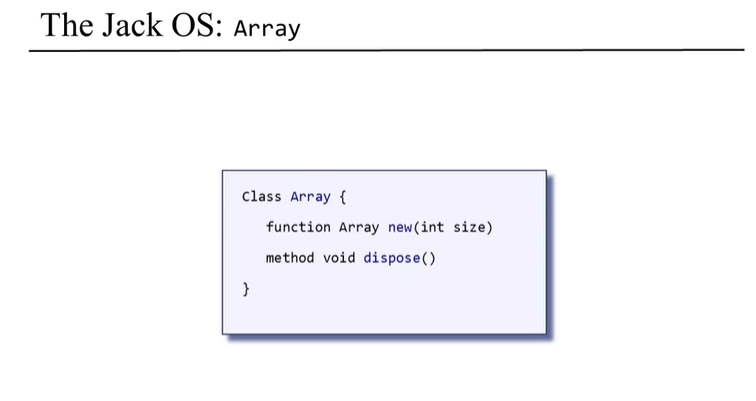 The Jack OS: Array
Class Array {
function Array new(int size)
method void dispose()
}